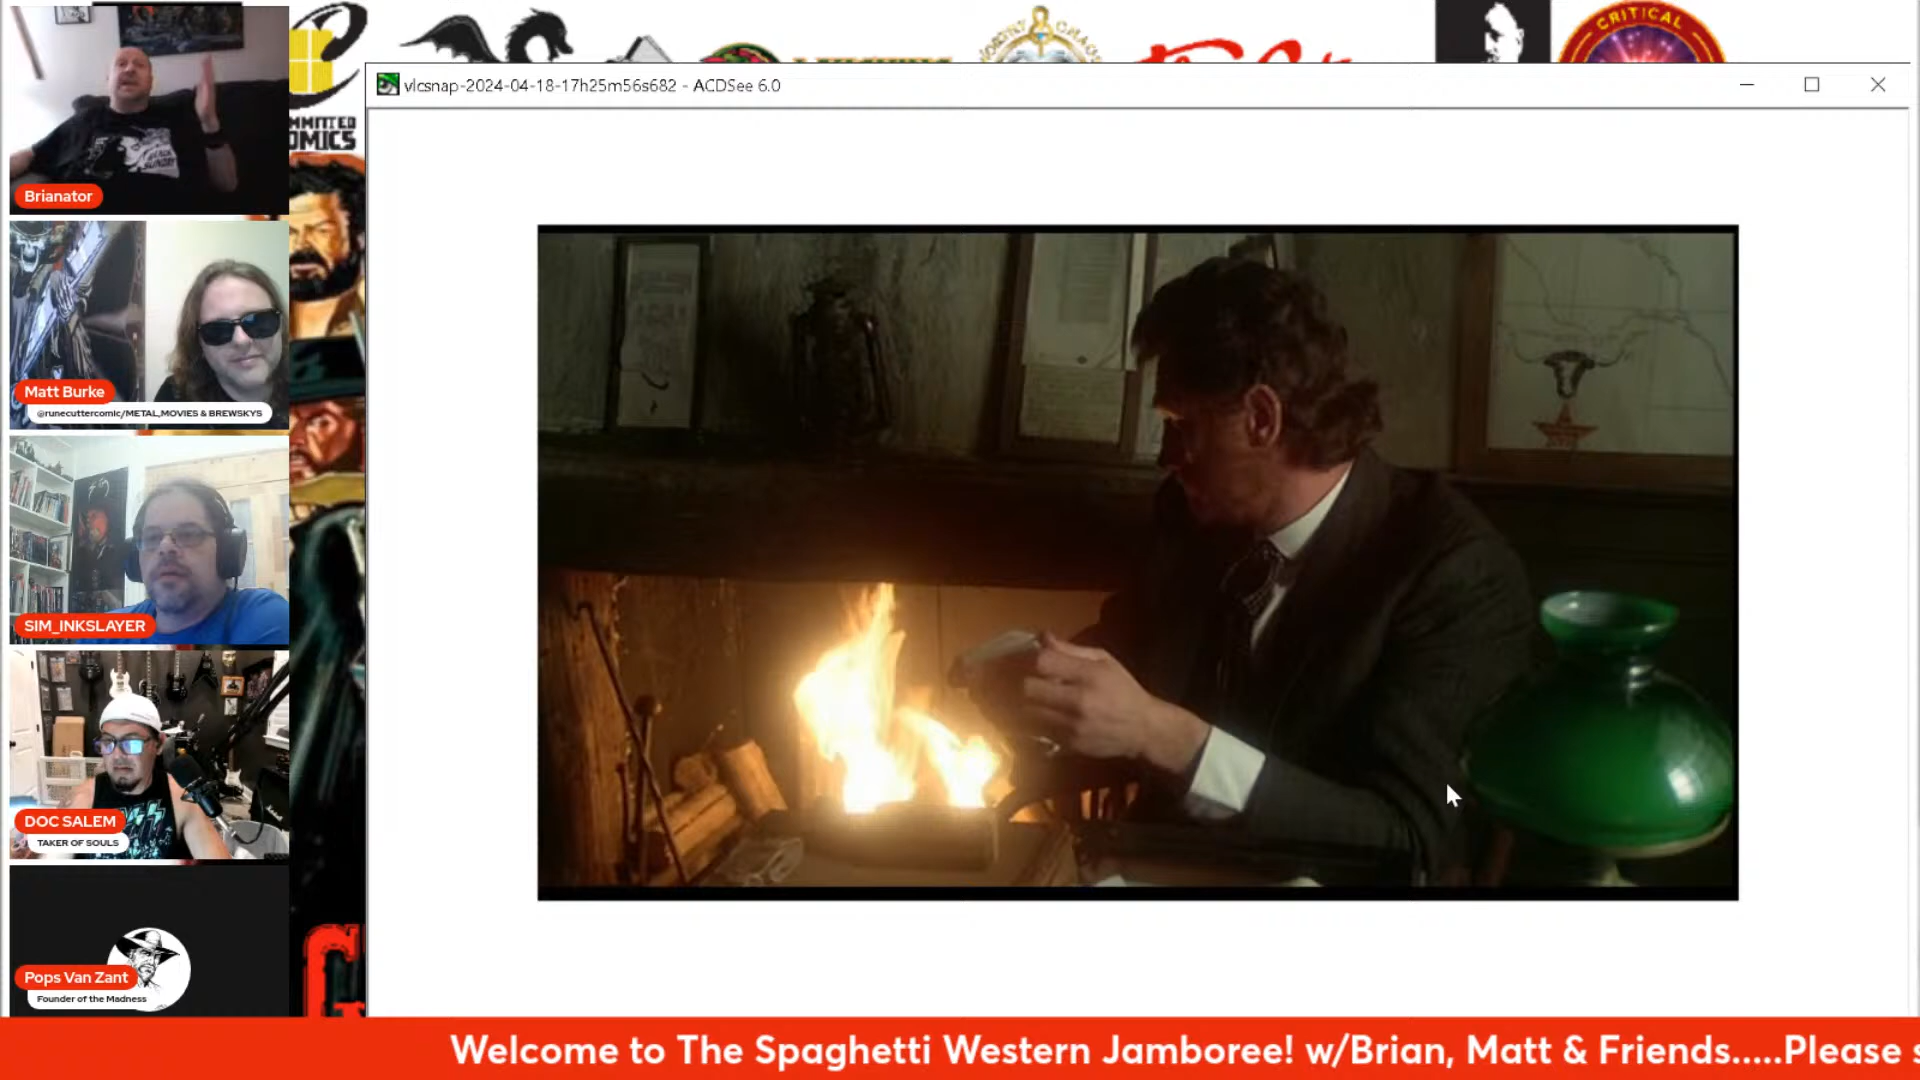 vlcsnap-2024-04-18-17h25m56s682 - ACDSee 6.0
CRITICAL
MMITTED
OMICS
Brianator
Matt Burke
@runecuttercomic/METAL,MOVIES & BREWSKYS
SIM_INKSLAYER
DOC SALEM
TAKER OF SOULS
Pops Van Zant
Founder of the Madness
Welcome to The Spaghetti Western Jamboree! w/Brian, Matt & Friends.....Please s